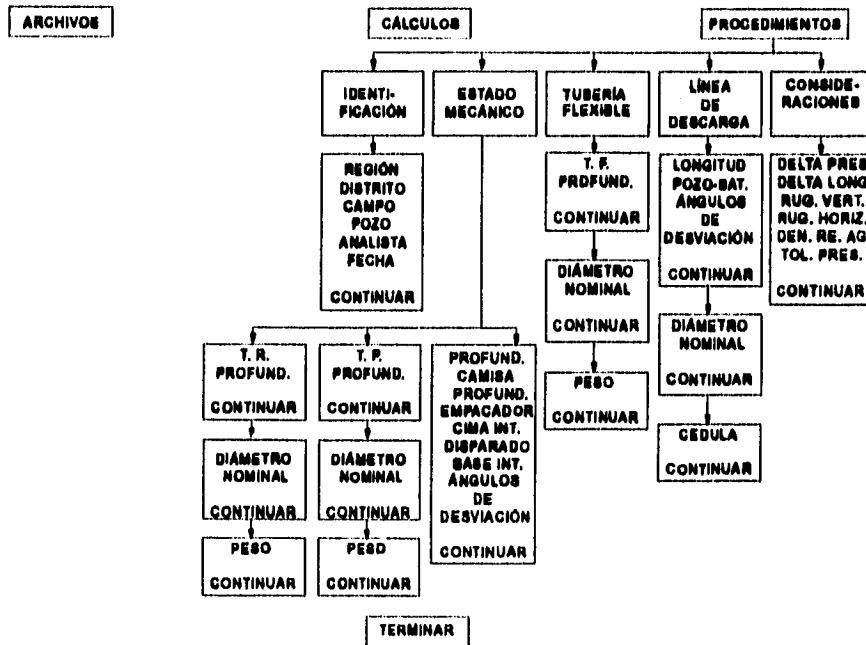 ARCHIVOS
CÁLCULOS
PROCEDIMIENTOS
IDENTI-
FICACIÓN
ESTADO
MECÁNICO
TUBERÍA
FLEXIBLE
LÍNEA
DE
DESCARGA
CONSIDE-
RACIONES
REGIÓN
DISTRITO
CAMPO
POZO
ANALISTA
FECHA
CONTINUAR
T. F.
PROFUND.
CONTINUAR
LONGITUD
POZO-BAT.
ÁNGULOS
DE
DESVIACIÓN
CONTINUAR
DELTA PRES
DELTA LONG
RUG. VERT.
RUG. HORIZ.
DEN. RE. AG
TOL. PRES.
CONTINUAR
DIÁMETRO
NOMINAL
CONTINUAR
DIÁMETRO
NOMINAL
CONTINUAR
T. R.
PROFUND.
CONTINUAR
T. P.
PROFUND.
CONTINUAR
PROFUND.
CAMISA
PROFUND.
EMPACADOR
CIMA INT.
DISPARADO
BASE INT.
ÁNGULOS
DE
DESVIACIÓN
CONTINUAR
PESO
CONTINUAR
CEDULA
CONTINUAR
DIÁMETRO
NOMINAL
CONTINUAR
DIÁMETRO
NOMINAL
CONTINUAR
PESO
CONTINUAR
PESO
CONTINUAR
TERMINAR